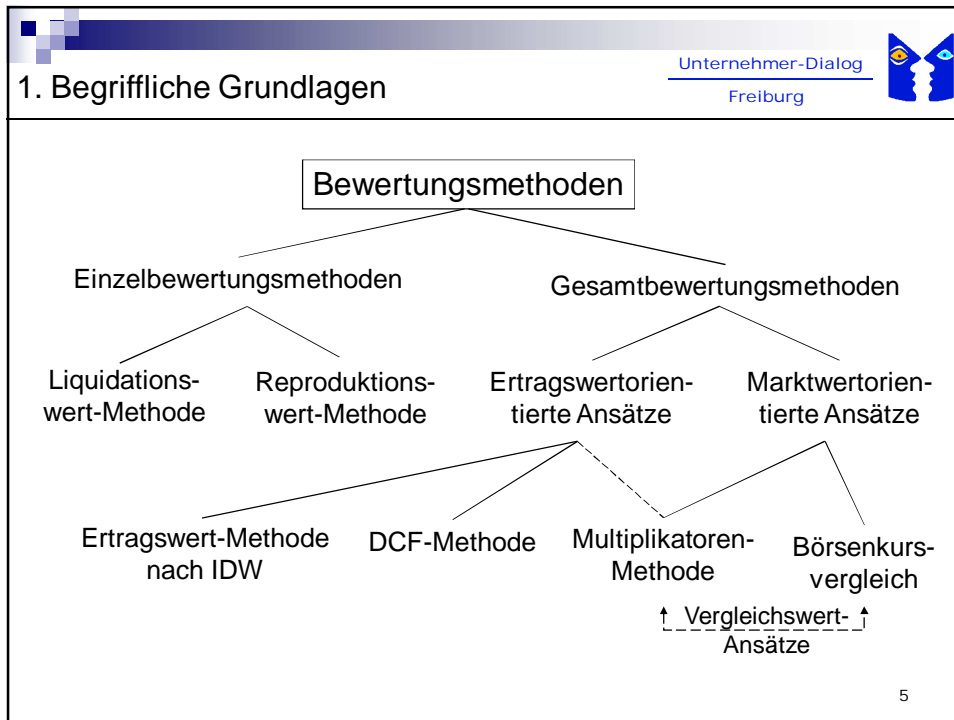 1. Begriffliche Grundlagen
Unternehmer-Dialog
Freiburg
Bewertungsmethoden
Einzelbewertungsmethoden
Gesamtbewertungsmethoden
Liquidations-
wert-Methode
Reproduktions-
wert-Methode
Ertragswertorien-
tierte Ansätze
Marktwertorien-
tierte Ansätze
Ertragswert-Methode
nach IDW
DCF-Methode
Multiplikatoren-
Methode
Börsenkurs-
vergleich
Vergleichswert-
Ansätze
5